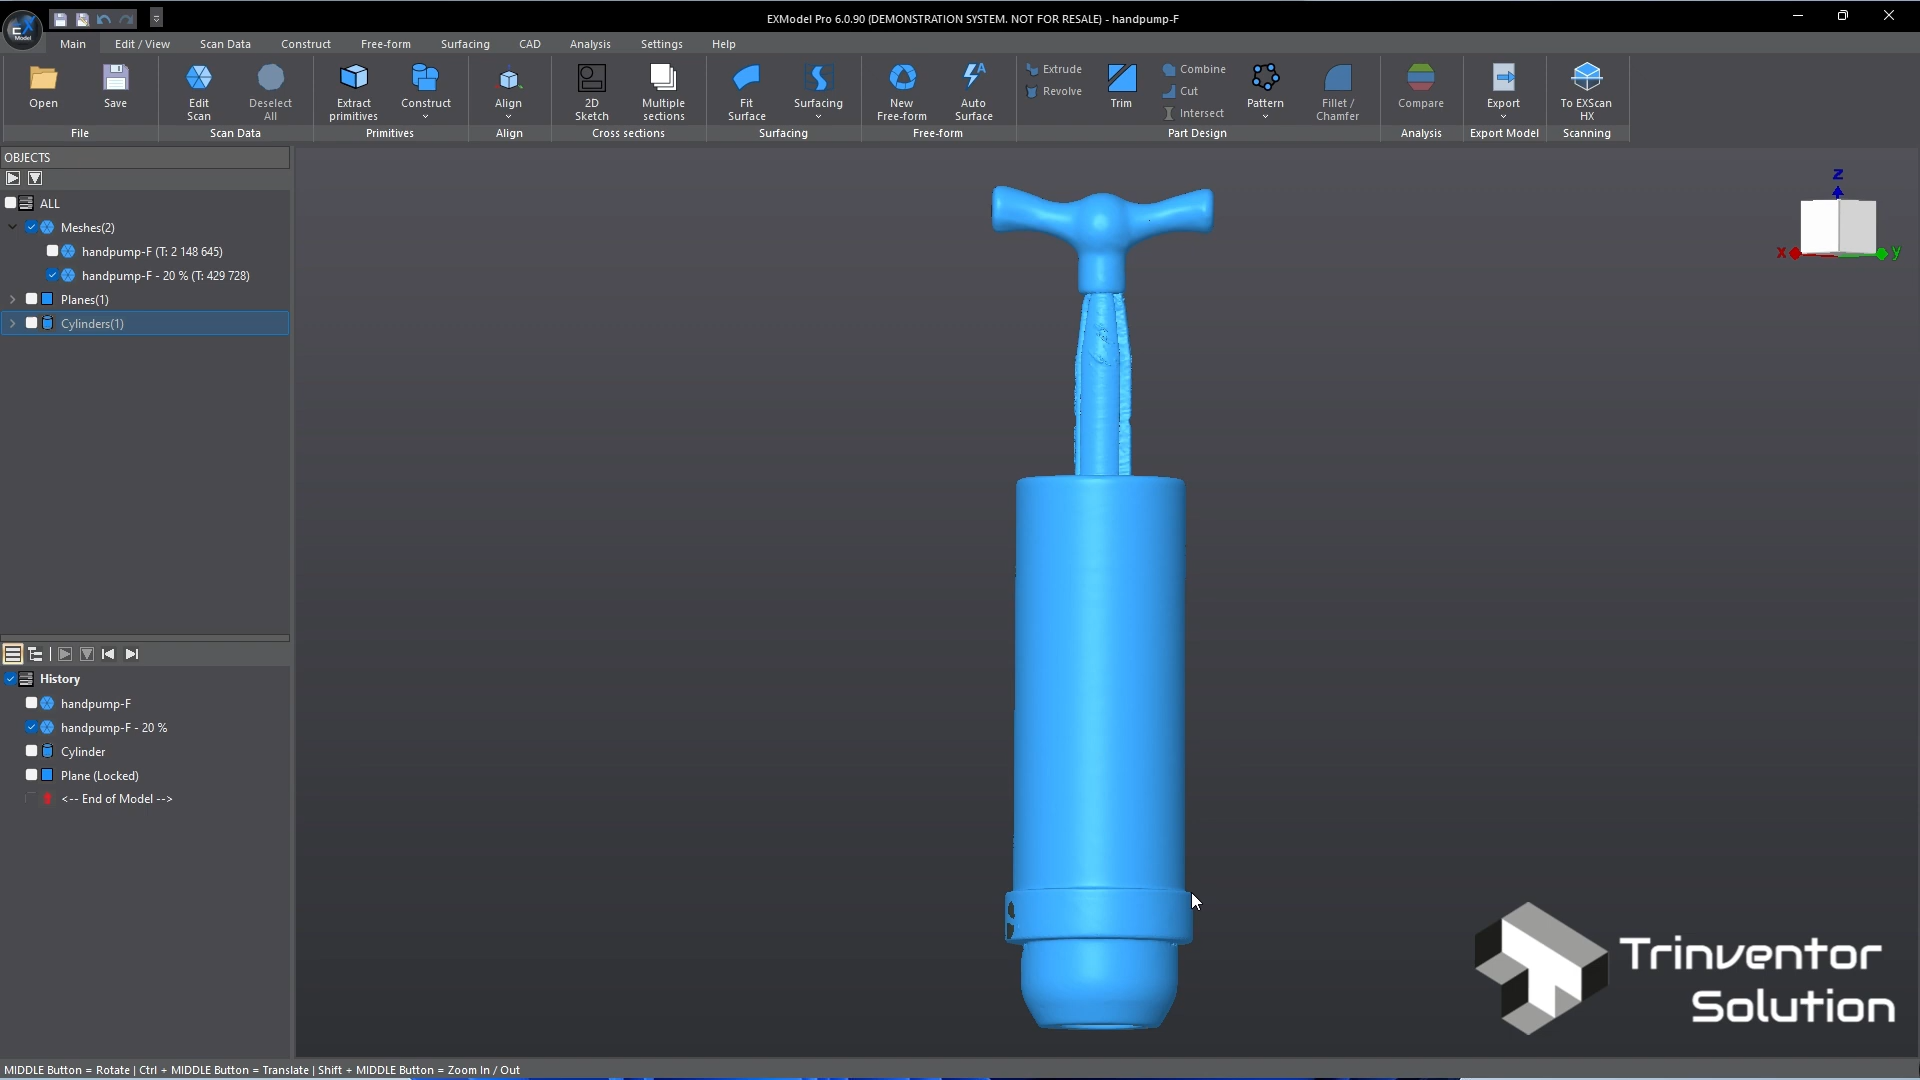 EXModel Pro 6.0.90 (DEMONSTRATION SYSTEM. NOT FOR RESALE) - handpump-F
EX Model
Main Edit / View Scan Data Construct Free-form Surfacing CAD Analysis Settings Help
Open
Save
Edit Scan
Deselect All
Extract primitives
Construct
Align
2D Sketch
Multiple sections
Fit Surface
Surfacing
New Free-form
Auto Surface
Extrude
Revolve
Trim
Combine
Cut
Intersect
Pattern
Fillet / Chamfer
Compare
Export
To EXScan HX
File Scan Data Primitives Align Cross sections Surfacing Free-form Part Design Analysis Export Model Scanning
OBJECTS
ALL
Meshes(2)
handpump-F (T: 2 148 645)
handpump-F - 20 % (T: 429 728)
Planes(1)
Cylinders(1)
History
handpump-F
handpump-F - 20 %
Cylinder
Plane (Locked)
<-- End of Model -->
z
x
y
Trinventor
Solution
MIDDLE Button = Rotate | Ctrl + MIDDLE Button = Translate | Shift + MIDDLE Button = Zoom In / Out